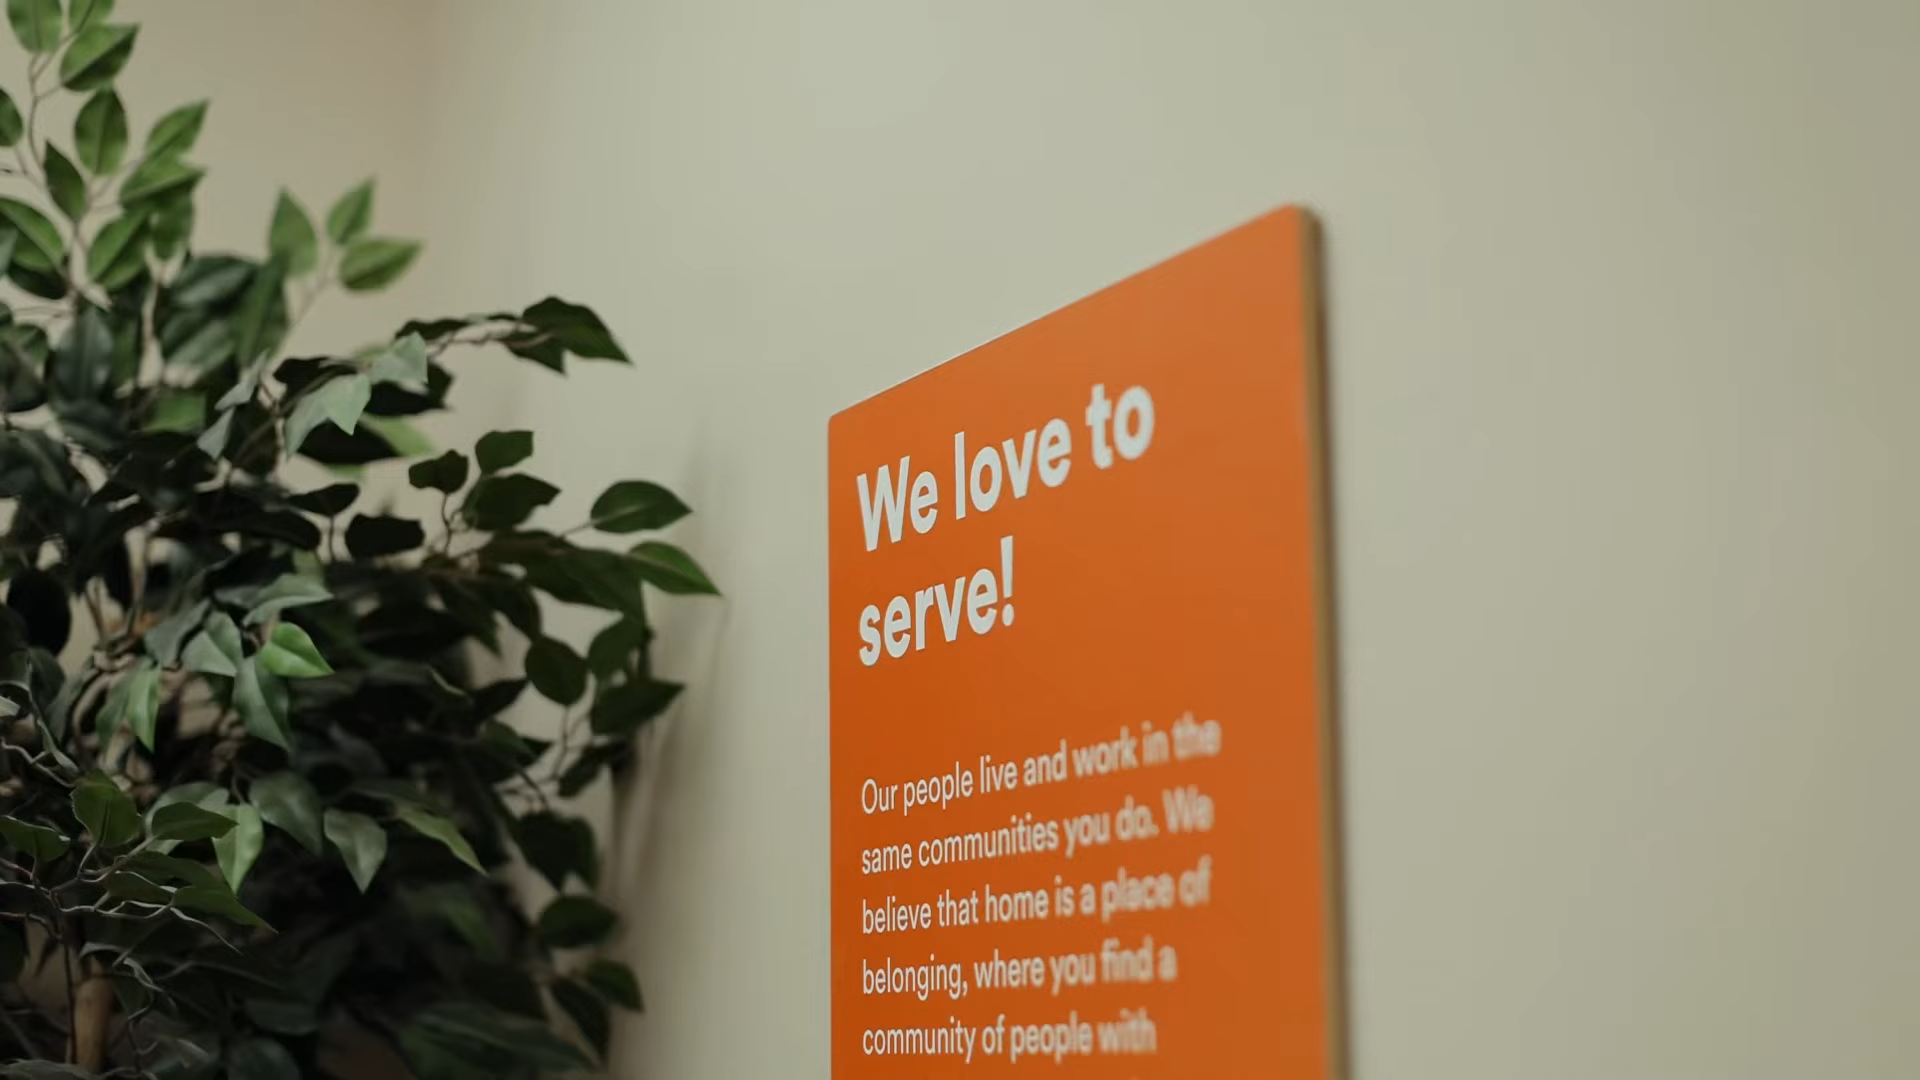 We love to
serve!
Our people live and work in the
same communities you do. We
believe that home is a place of
belonging, where you find a
community of people with